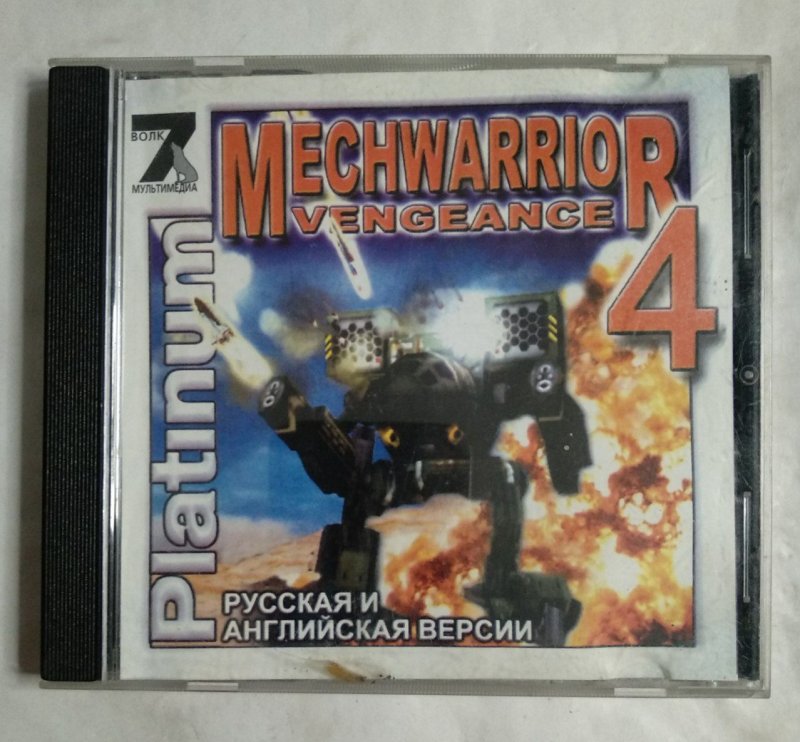 7
ВОЛК
МУЛЬТИМЕДИА
MECHWARRIOR
VENGEANCE
4
Platinum
РУССКАЯ И
АНГЛИЙСКАЯ ВЕРСИИ